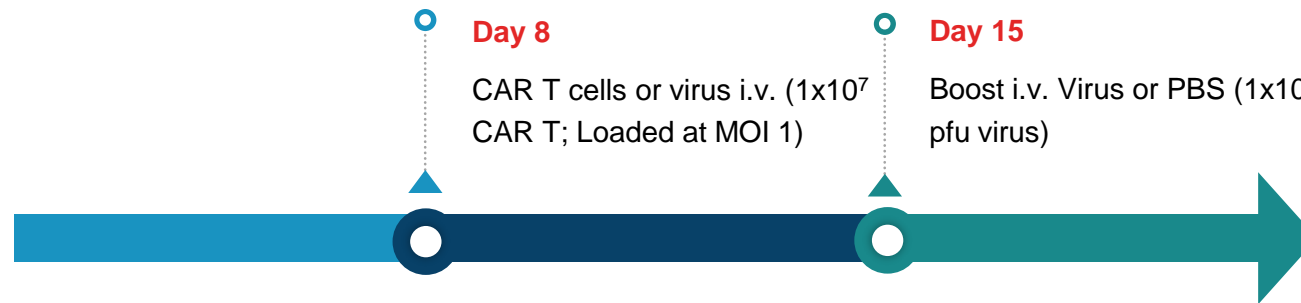 Day 8
CAR T cells or virus i.v. (1x10⁷
CAR T; Loaded at MOI 1)
Day 15
Boost i.v. Virus or PBS (1x10
pfu virus)